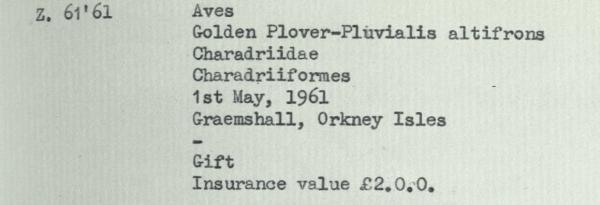 Z. 61'61 Aves
Golden Plover-Pluvialis altifrons
Charadriidae
Charadriiformes
1st May, 1961
Graemshall, Orkney Isles
-
Gift
Insurance value £2.0.0.